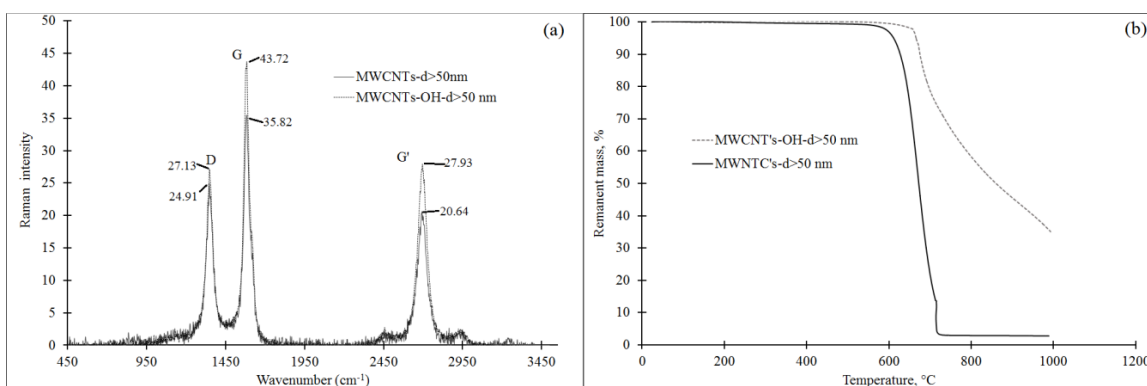 50
45
40
35
30
25
20
15
10
5
0
Raman intensity
(a)
G
43.72
MWCNTs-d>50nm
MWCNTs-OH-d>50 nm
35.82
27.13 D
24.91
G'
27.93
20.64
450 950 1450 1950 2450 2950 3450
Wavenumber (cm-1)
100
90
80
70
60
50
40
30
20
10
0
Remanent mass, %
(b)
MWCNT's-OH-d>50 nm
MWNTC's-d>50 nm
0 200 400 600 800 1000 1200
Temperature, °C